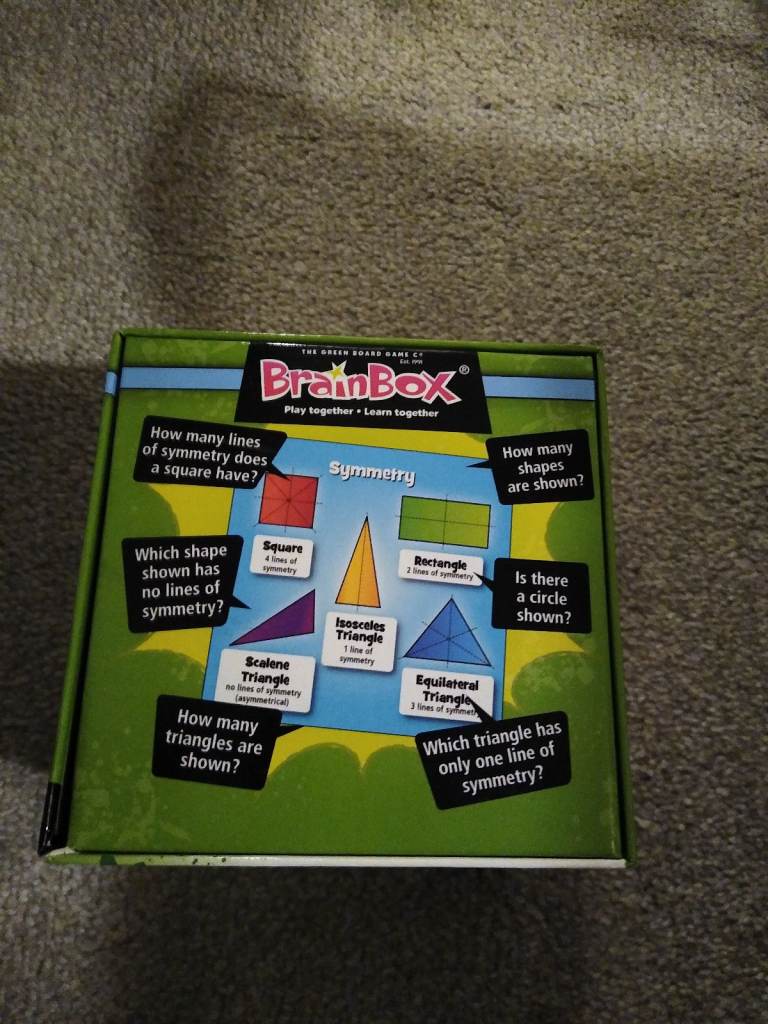 THE GREEN BOARD GAME Cº
Est. 1991
BrainBox®
Play together • Learn together
How many lines
of symmetry does
a square have?
Symmetry
How many
shapes
are shown?
Square
4 lines of
symmetry
Rectangle
2 lines of symmetry
Which shape
shown has
no lines of
symmetry?
Is there
a circle
shown?
Isosceles
Triangle
1 line of
symmetry
Scalene
Triangle
no lines of symmetry
(asymmetrical)
Equilateral
Triangle
3 lines of symmetry
How many
triangles are
shown?
Which triangle has
only one line of
symmetry?